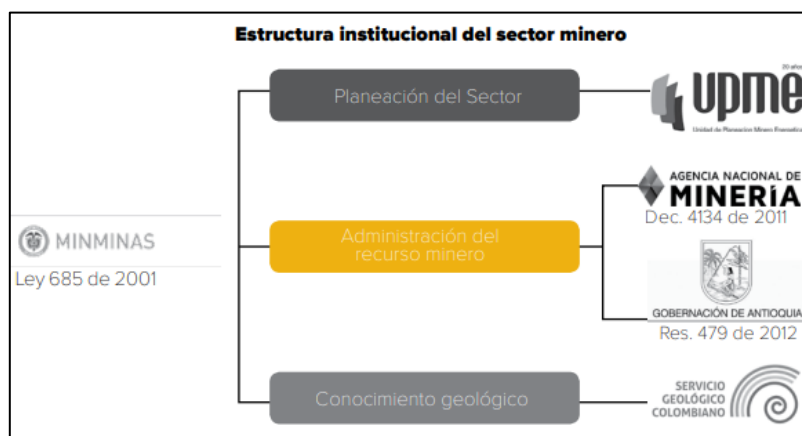 Estructura institucional del sector minero
Planeación del Sector
20 años
upme
Unidad de Planeación Minero Energética
AGENCIA NACIONAL DE
MINERÍA
Dec. 4134 de 2011
MINMINAS
Ley 685 de 2001
Administración del
recurso minero
GOBERNACIÓN DE ANTIOQUIA
Res. 479 de 2012
Conocimiento geológico
SERVICIO
GEOLÓGICO
COLOMBIANO